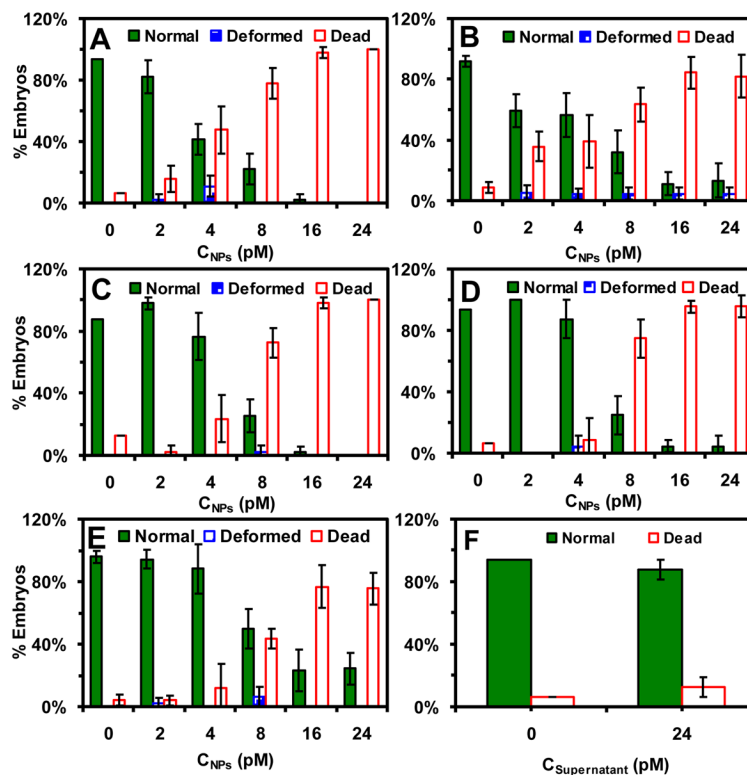 120%
80%
40%
0%
% Embryos
A
Normal
Deformed
Dead
0
2
4
8
16
24
CNPs (pM)
120%
80%
40%
0%
% Embryos
B
Normal
Deformed
Dead
0
2
4
8
16
24
CNPs (pM)
120%
80%
40%
0%
% Embryos
C
Normal
Deformed
Dead
0
2
4
8
16
24
CNPs (pM)
120%
80%
40%
0%
% Embryos
D
Normal
Deformed
Dead
0
2
4
8
16
24
CNPs (pM)
120%
80%
40%
0%
% Embryos
E
Normal
Deformed
Dead
0
2
4
8
16
24
CNPs (pM)
120%
80%
40%
0%
% Embryos
F
Normal
Dead
0
24
CSupernatant (pM)